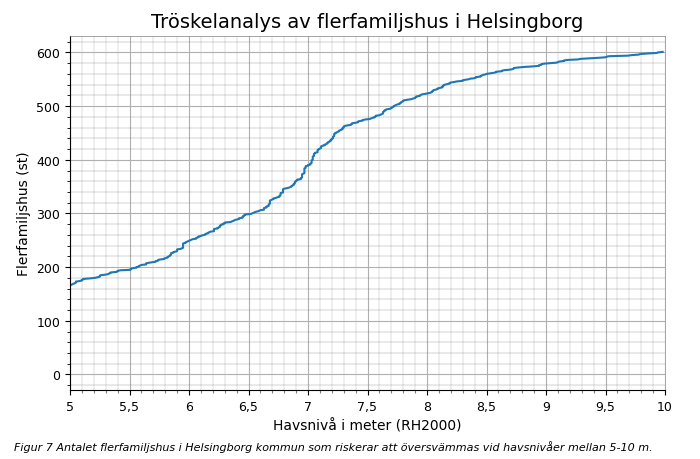 Tröskelanalys av flerfamiljshus i Helsingborg
Flerfamiljshus (st)
600
500
400
300
200
100
0
5 5,5 6 6,5 7 7,5 8 8,5 9 9,5 10
Havsnivå i meter (RH2000)
Figur 7 Antalet flerfamiljshus i Helsingborg kommun som riskerar att översvämmas vid havsnivåer mellan 5-10 m.